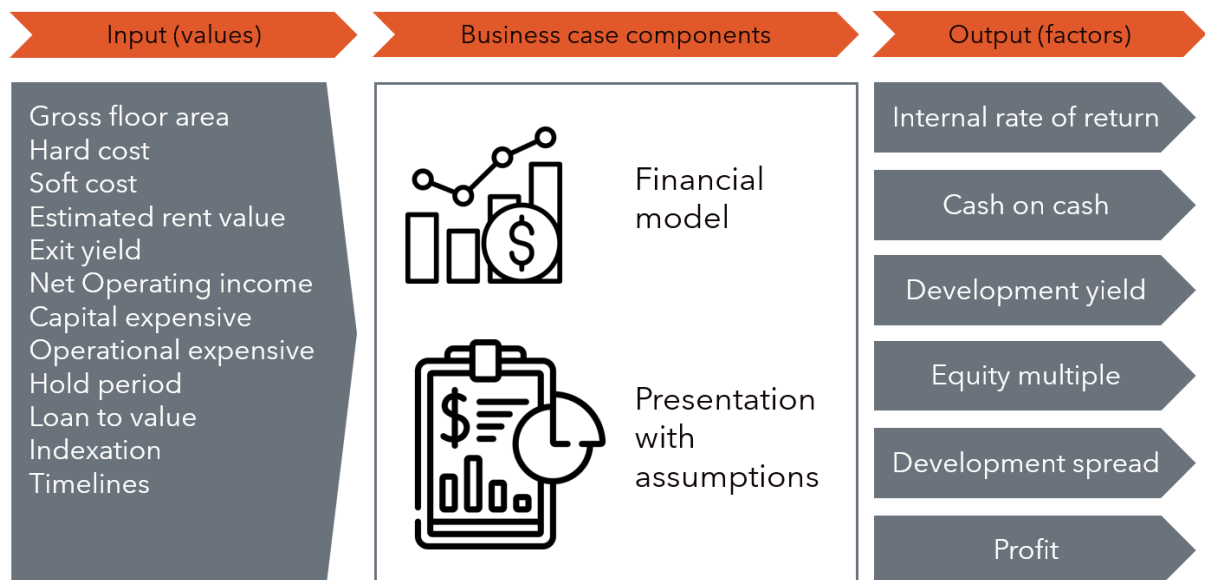 Input (values)
Business case components
Output (factors)
Gross floor area
Hard cost
Soft cost
Estimated rent value
Exit yield
Net Operating income
Capital expensive
Operational expensive
Hold period
Loan to value
Indexation
Timelines
$
Financial
model
$
Presentation
with
assumptions
Internal rate of return
Cash on cash
Development yield
Equity multiple
Development spread
Profit